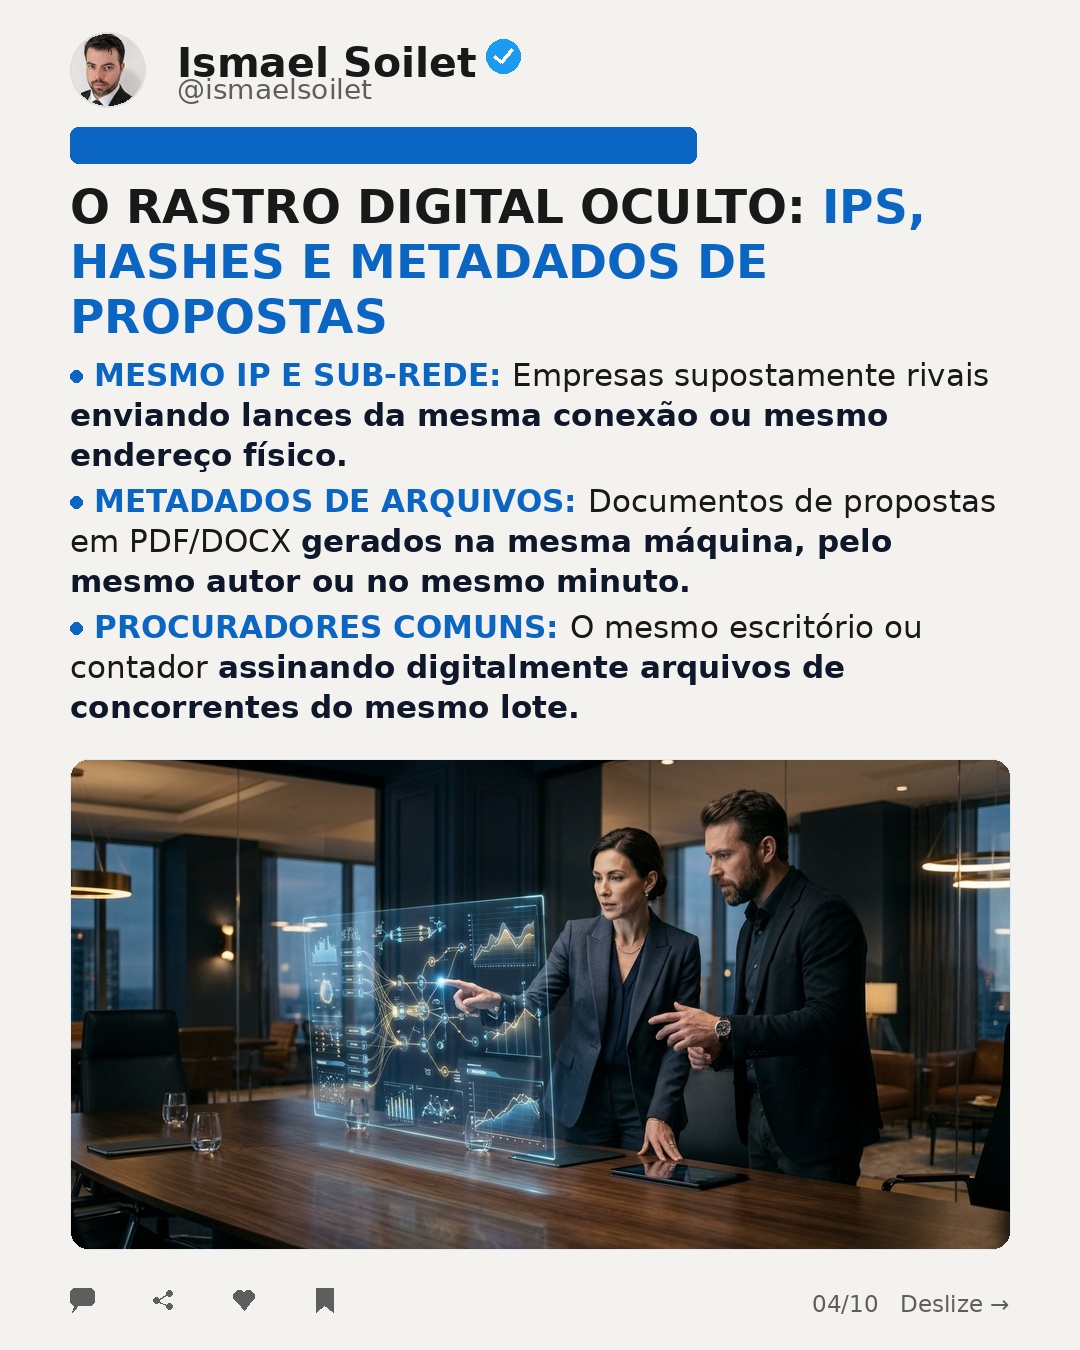 Ismael Soilet
@ismaelsoilet
O RASTRO DIGITAL OCULTO: IPS,
HASHES E METADADOS DE
PROPOSTAS
• MESMO IP E SUB-REDE: Empresas supostamente rivais
enviando lances da mesma conexão ou mesmo
endereço físico.
• METADADOS DE ARQUIVOS: Documentos de propostas
em PDF/DOCX gerados na mesma máquina, pelo
mesmo autor ou no mesmo minuto.
• PROCURADORES COMUNS: O mesmo escritório ou
contador assinando digitalmente arquivos de
concorrentes do mesmo lote.
04/10 Deslize →